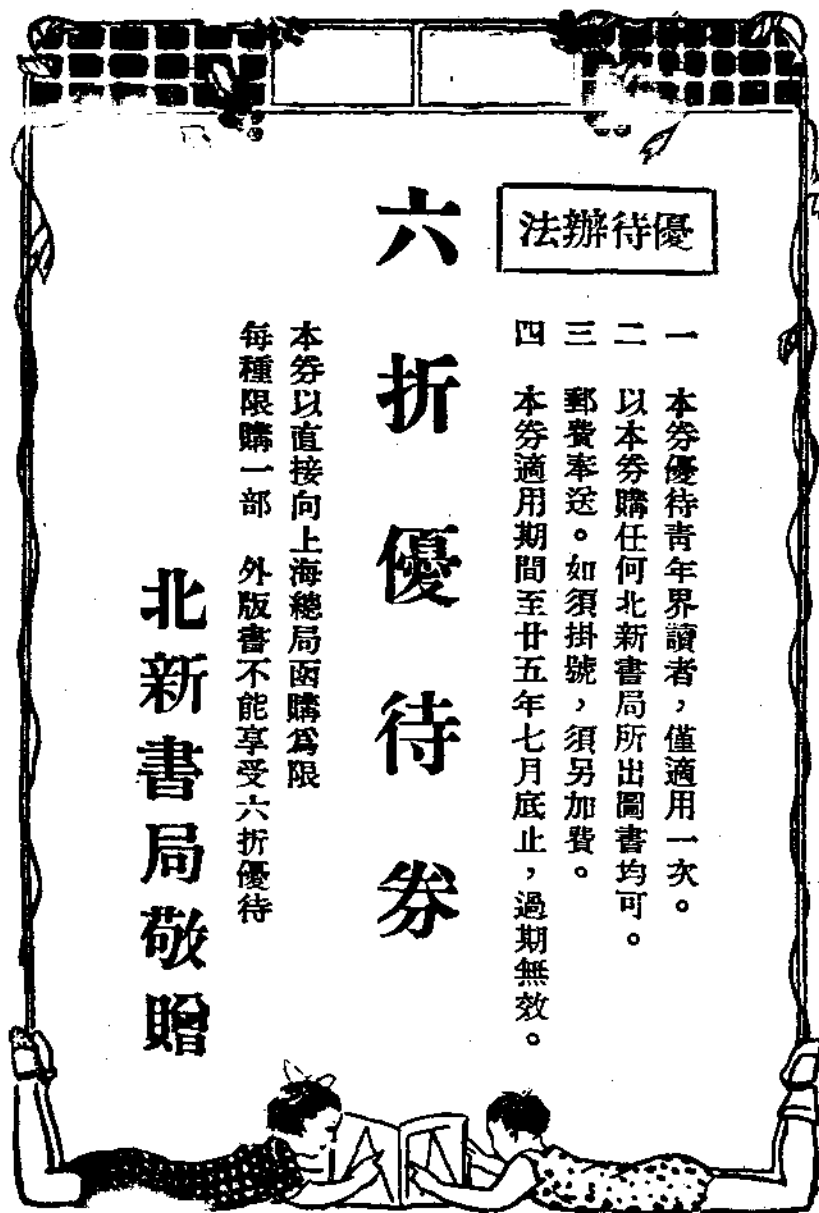 優待辦法
一　本券優待青年界讀者，僅適用一次。
二　以本券購任何北新書局所出圖書均可。
三　郵費奉送。如須掛號，須另加費。
四　本券適用期間至廿五年七月底止，過期無效。
六折優待券
本券以直接向上海總局函購爲限
每種限購一部　外版書不能享受六折優待
北新書局敬贈